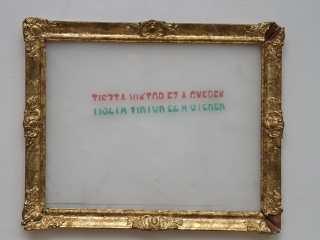 TISZTA VIKTOR EZ A GYEREK